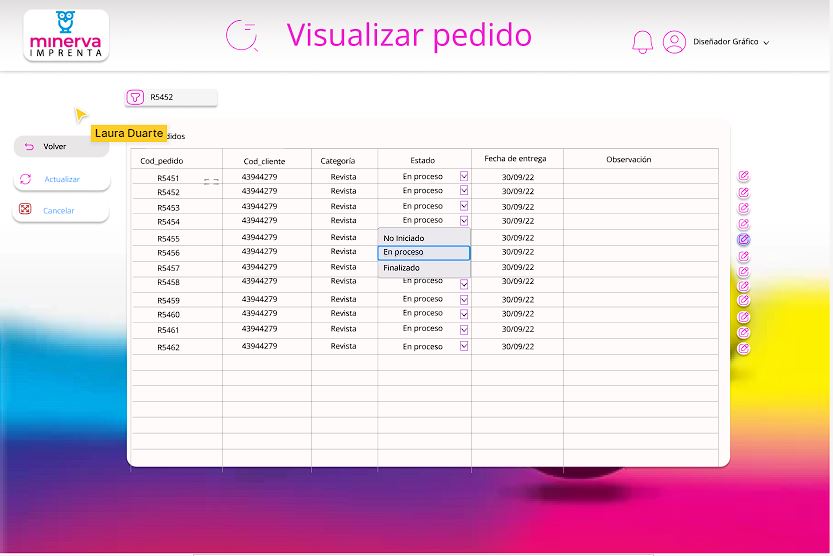 minerva
IMPRENTA
Visualizar pedido
Diseñador Gráfico
R5452
Laura Duarte
didos
Volver
Actualizar
Cancelar
Cod_pedido Cod_cliente Categoría Estado Fecha de entrega Observación
R5451 43944279 Revista En proceso 30/09/22
R5452 43944279 Revista En proceso 30/09/22
R5453 43944279 Revista En proceso 30/09/22
R5454 43944279 Revista En proceso 30/09/22
R5455 43944279 Revista No Iniciado 30/09/22
R5456 43944279 Revista En proceso 30/09/22
R5457 43944279 Revista Finalizado 30/09/22
R5458 43944279 Revista En proceso 30/09/22
R5459 43944279 Revista En proceso 30/09/22
R5460 43944279 Revista En proceso 30/09/22
R5461 43944279 Revista En proceso 30/09/22
R5462 43944279 Revista En proceso 30/09/22